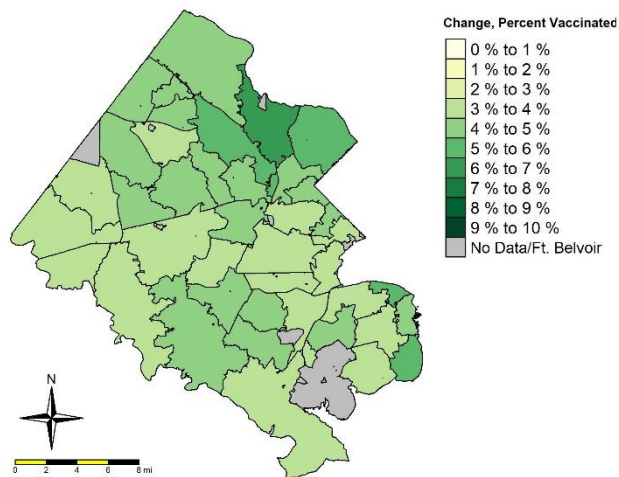 Change, Percent Vaccinated
0 % to 1 %
1 % to 2 %
2 % to 3 %
3 % to 4 %
4 % to 5 %
5 % to 6 %
6 % to 7 %
7 % to 8 %
8 % to 9 %
9 % to 10 %
No Data/Ft. Belvoir
N
0 2 4 6 8 mi